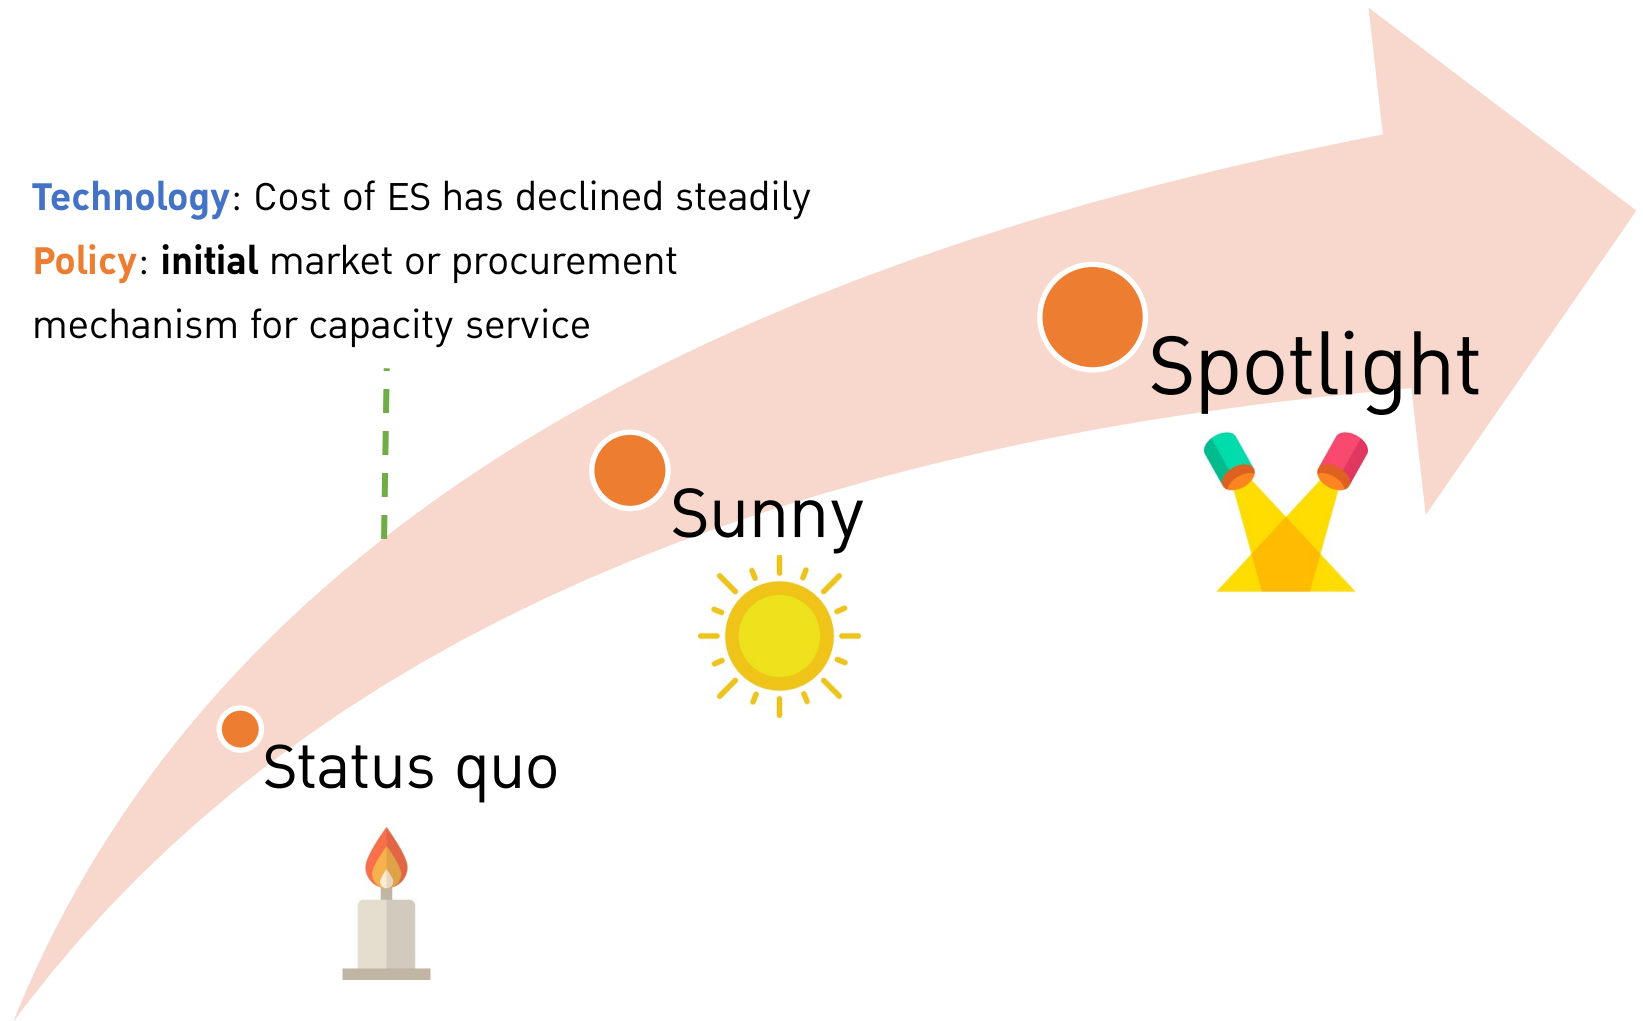 Technology: Cost of ES has declined steadily
Policy: initial market or procurement
mechanism for capacity service
Spotlight
Sunny
Status quo